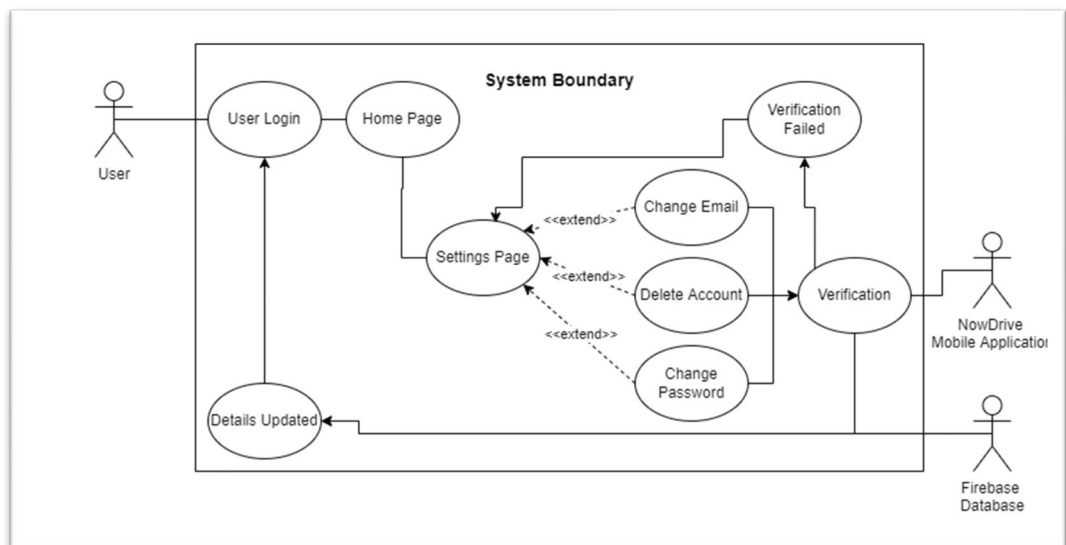 System Boundary
User Login
Home Page
Verification
Failed
User
Change Email
<<extend>>
Settings Page
<<extend>>
Delete Account
Verification
NowDrive
Mobile Application
<<extend>>
Change
Password
Details Updated
Firebase
Database